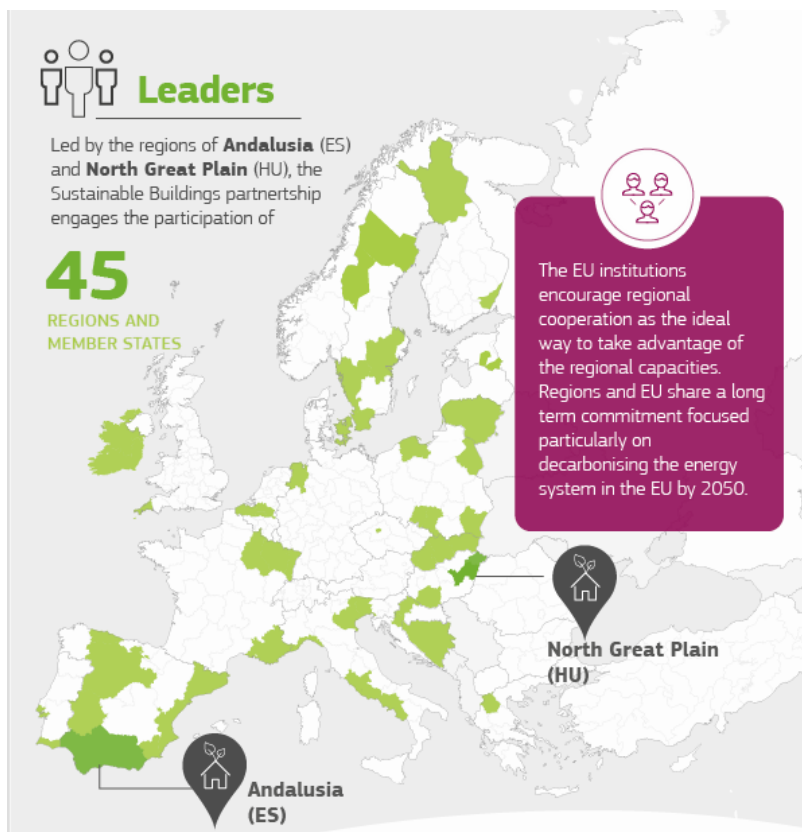 Leaders
Led by the regions of Andalusia (ES)
and North Great Plain (HU), the
Sustainable Buildings partnertship
engages the participation of
45
REGIONS AND
MEMBER STATES
The EU institutions
encourage regional
cooperation as the ideal
way to take advantage of
the regional capacities.
Regions and EU share a long
term commitment focused
particularly on
decarbonising the energy
system in the EU by 2050.
North Great Plain
(HU)
Andalusia
(ES)